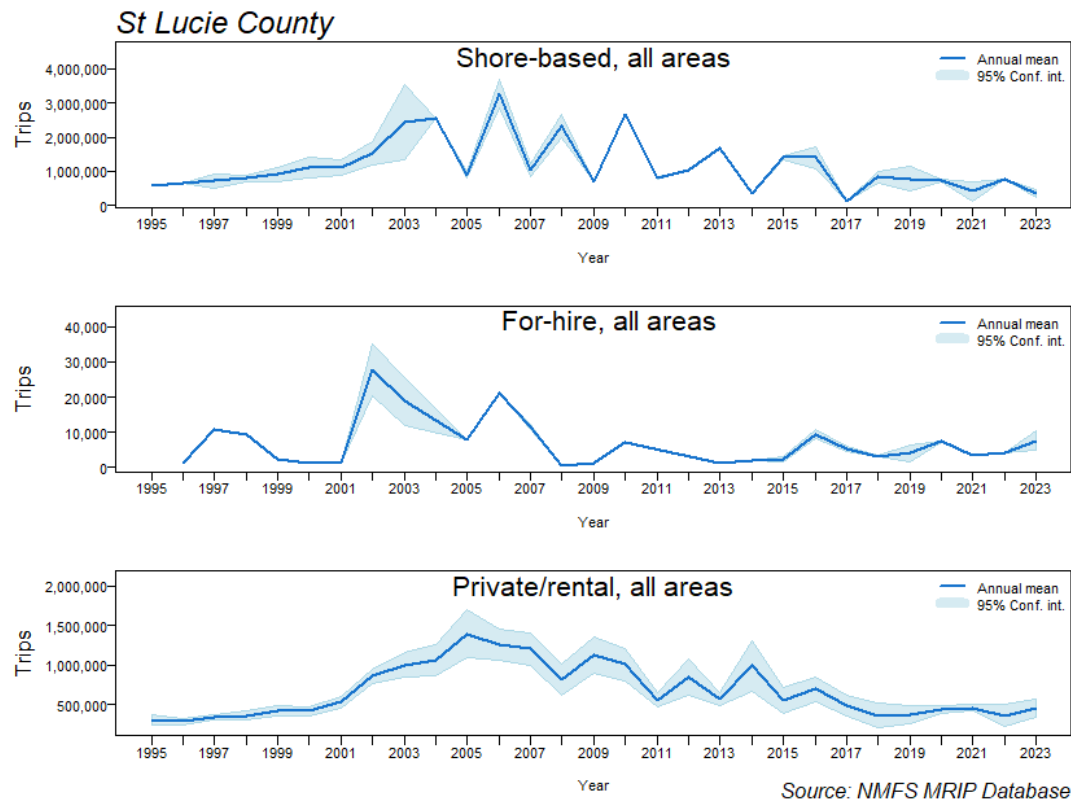 St Lucie County
Shore-based, all areas
Annual mean
95% Conf. int.
Trips
4,000,000
3,000,000
2,000,000
1,000,000
0
1995 1997 1999 2001 2003 2005 2007 2009 2011 2013 2015 2017 2019 2021 2023
Year
For-hire, all areas
Annual mean
95% Conf. int.
Trips
40,000
30,000
20,000
10,000
0
1995 1997 1999 2001 2003 2005 2007 2009 2011 2013 2015 2017 2019 2021 2023
Year
Private/rental, all areas
Annual mean
95% Conf. int.
Trips
2,000,000
1,500,000
1,000,000
500,000
1995 1997 1999 2001 2003 2005 2007 2009 2011 2013 2015 2017 2019 2021 2023
Year
Source: NMFS MRIP Database